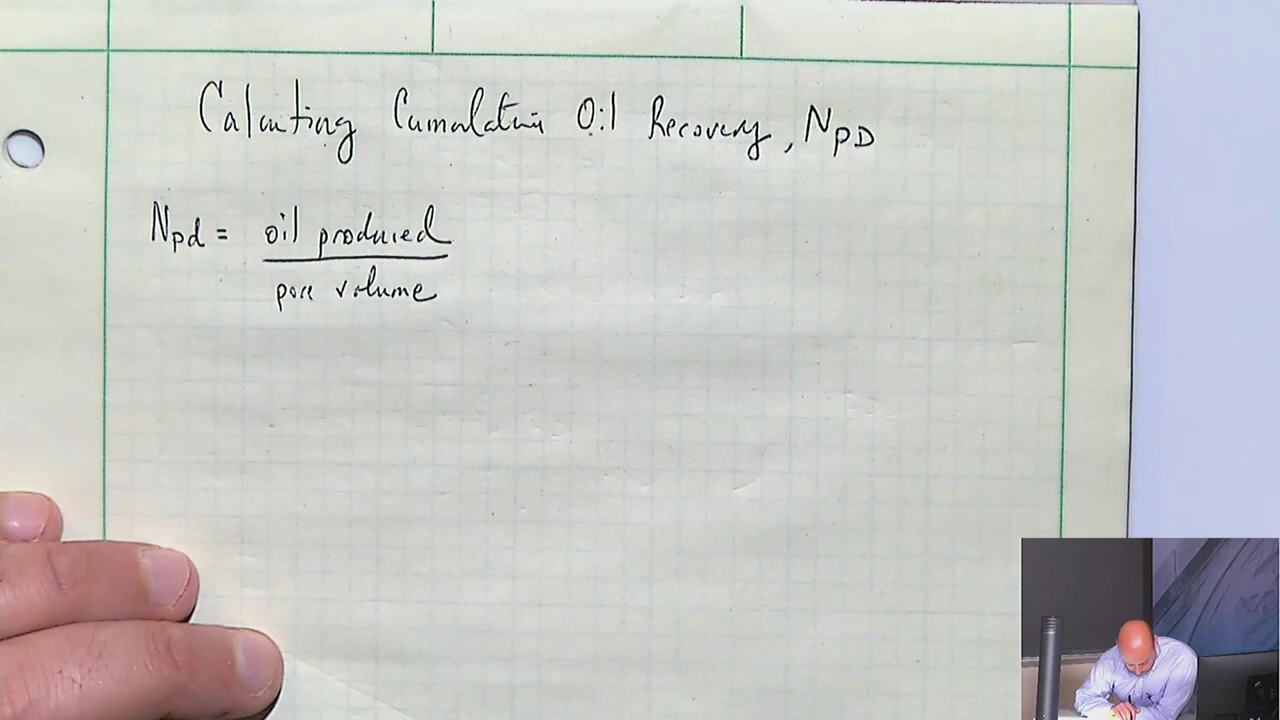 Calculating Cumulative Oil Recovery, NPD
Npd = oil produced
pore volume